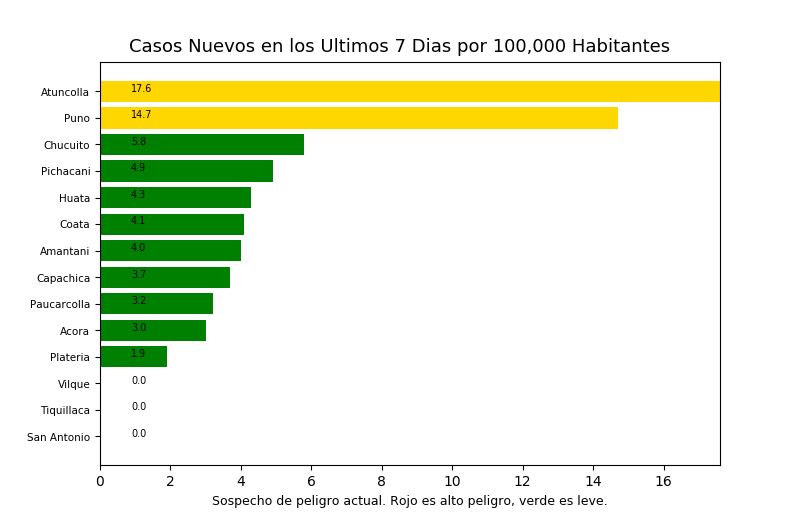 Casos Nuevos en los Ultimos 7 Dias por 100,000 Habitantes
Atuncolla 17.6
Puno 14.7
Chucuito 5.8
Pichacani 4.9
Huata 4.3
Coata 4.1
Amantani 4.0
Capachica 3.7
Paucarcolla 3.2
Acora 3.0
Plateria 1.9
Vilque 0.0
Tiquillaca 0.0
San Antonio 0.0
0 2 4 6 8 10 12 14 16
Sospecho de peligro actual. Rojo es alto peligro, verde es leve.